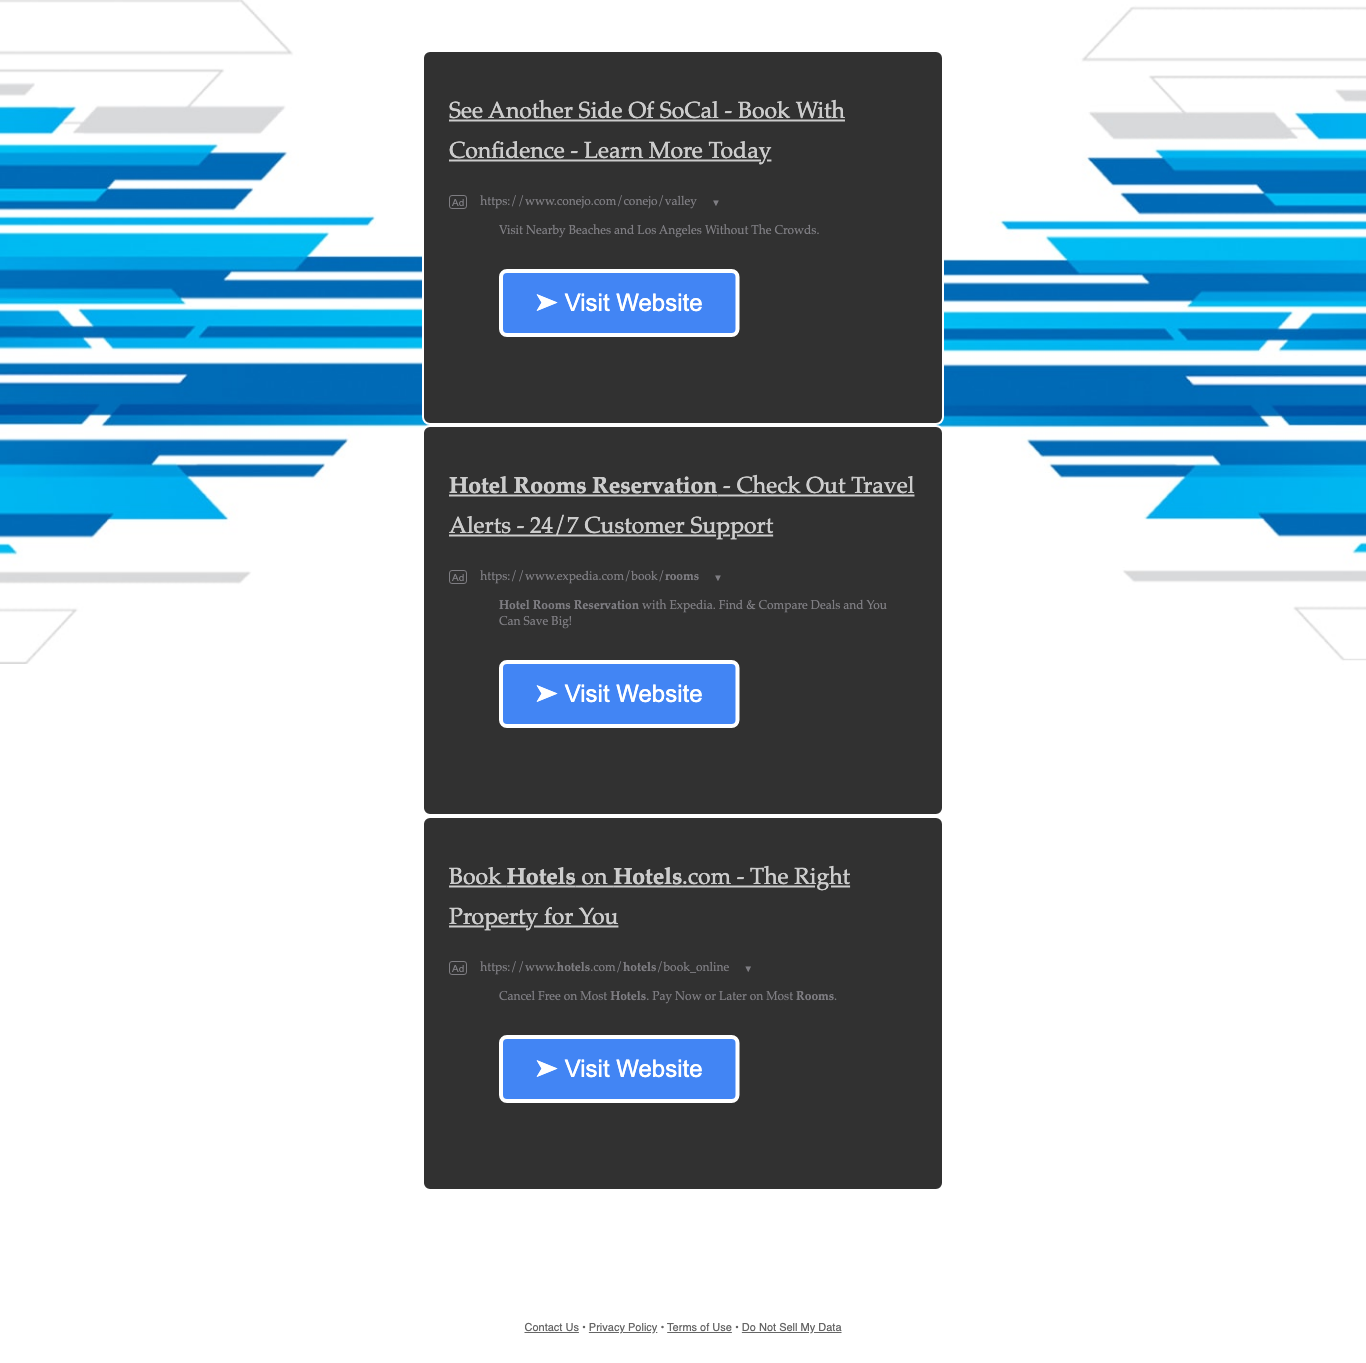 See Another Side Of SoCal - Book With
Confidence - Learn More Today
Ad https://www.conejo.com/conejo/valley ▼
Visit Nearby Beaches and Los Angeles Without The Crowds.
➤ Visit Website
Hotel Rooms Reservation - Check Out Travel
Alerts - 24/7 Customer Support
Ad https://www.expedia.com/book/rooms ▼
Hotel Rooms Reservation with Expedia. Find & Compare Deals and You
Can Save Big!
➤ Visit Website
Book Hotels on Hotels.com - The Right
Property for You
Ad https://www.hotels.com/hotels/book_online ▼
Cancel Free on Most Hotels. Pay Now or Later on Most Rooms.
➤ Visit Website
Contact Us • Privacy Policy • Terms of Use • Do Not Sell My Data